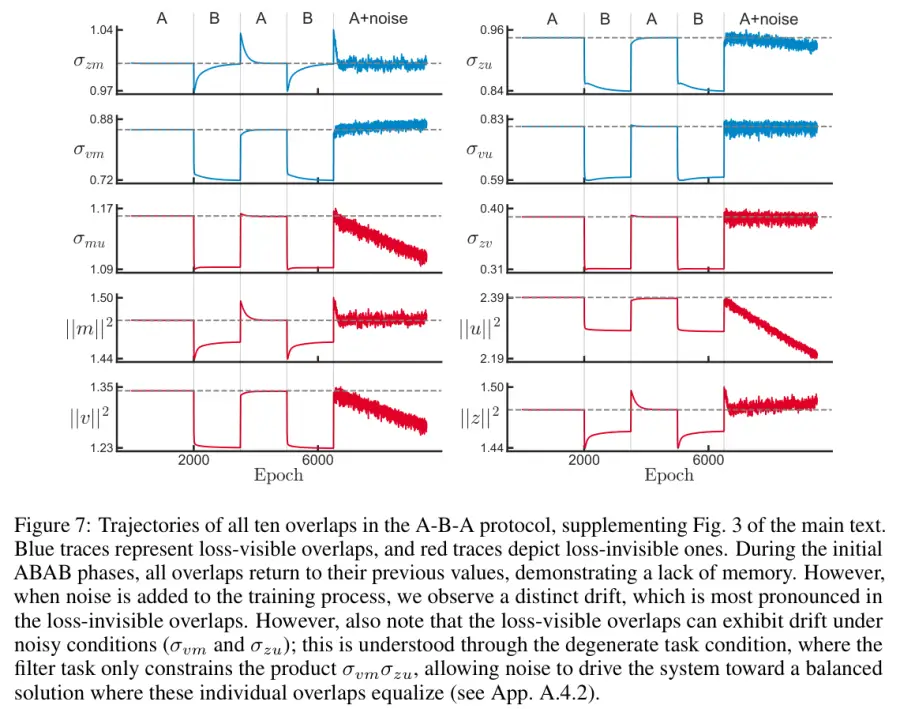 A B A B A+noise
1.04
σzm
0.97
0.88
σvm
0.72
1.17
σmu
1.09
1.50
||m||²
1.44
1.35
||v||²
1.23
2000 6000
Epoch
A B A B A+noise
0.96
σzu
0.84
0.83
σvu
0.59
0.40
σzv
0.31
2.39
||u||²
2.19
1.50
||z||²
1.44
2000 6000
Epoch
Figure 7: Trajectories of all ten overlaps in the A-B-A protocol, supplementing Fig. 3 of the main text.
Blue traces represent loss-visible overlaps, and red traces depict loss-invisible ones. During the initial
ABAB phases, all overlaps return to their previous values, demonstrating a lack of memory. However,
when noise is added to the training process, we observe a distinct drift, which is most pronounced in
the loss-invisible overlaps. However, also note that the loss-visible overlaps can exhibit drift under
noisy conditions (σvm and σzu); this is understood through the degenerate task condition, where the
filter task only constrains the product σvmσzu, allowing noise to drive the system toward a balanced
solution where these individual overlaps equalize (see App. A.4.2).